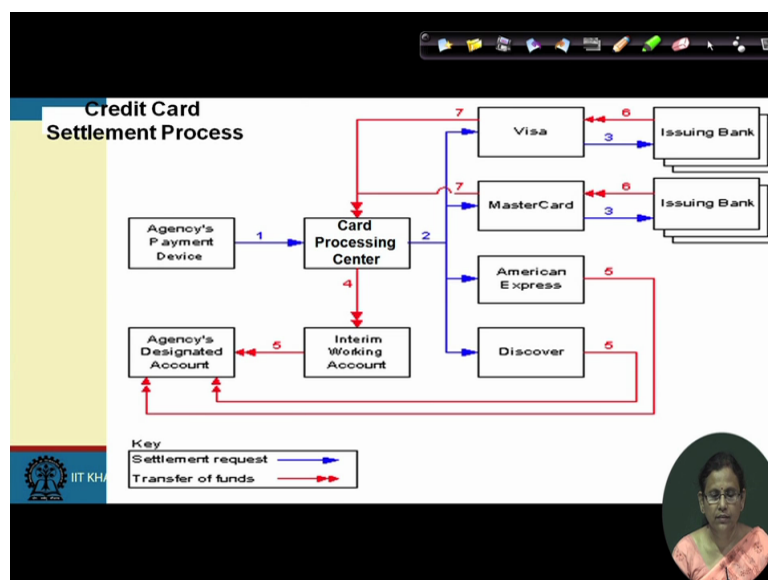 Credit Card
Settlement Process
7
Visa
6
3
Issuing Bank
7
MasterCard
6
3
Issuing Bank
Agency's
Payment
Device
1
Card
Processing
Center
2
American
Express
5
4
Agency's
Designated
Account
5
Interim
Working
Account
Discover
5
Key
Settlement request
Transfer of funds
IIT KHA